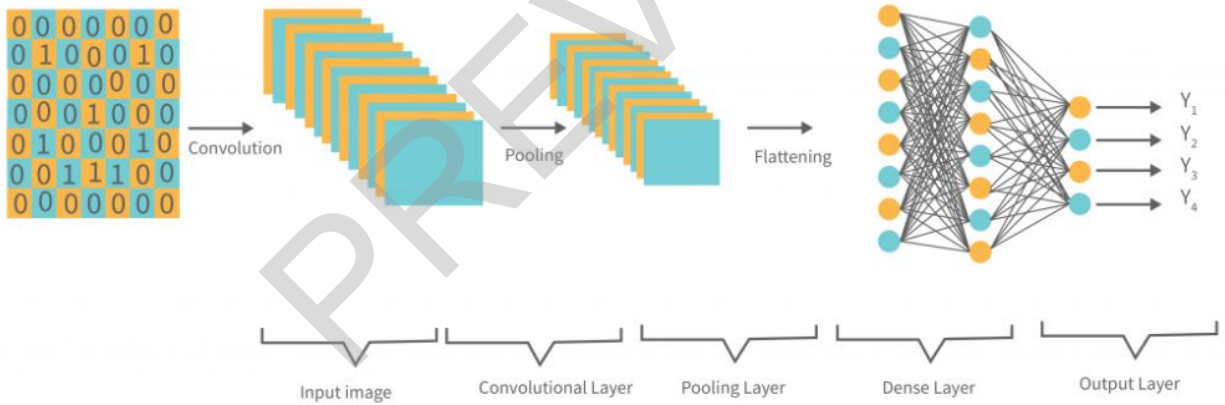 0 0 0 0 0 0 0
0 1 0 0 0 1 0
0 0 0 0 0 0 0
0 0 0 1 0 0 0
0 1 0 0 0 1 0
0 0 1 1 1 0 0
0 0 0 0 0 0 0
Convolution
Pooling
Flattening
Y1
Y2
Y3
Y4
PREV
Input image
Convolutional Layer
Pooling Layer
Dense Layer
Output Layer